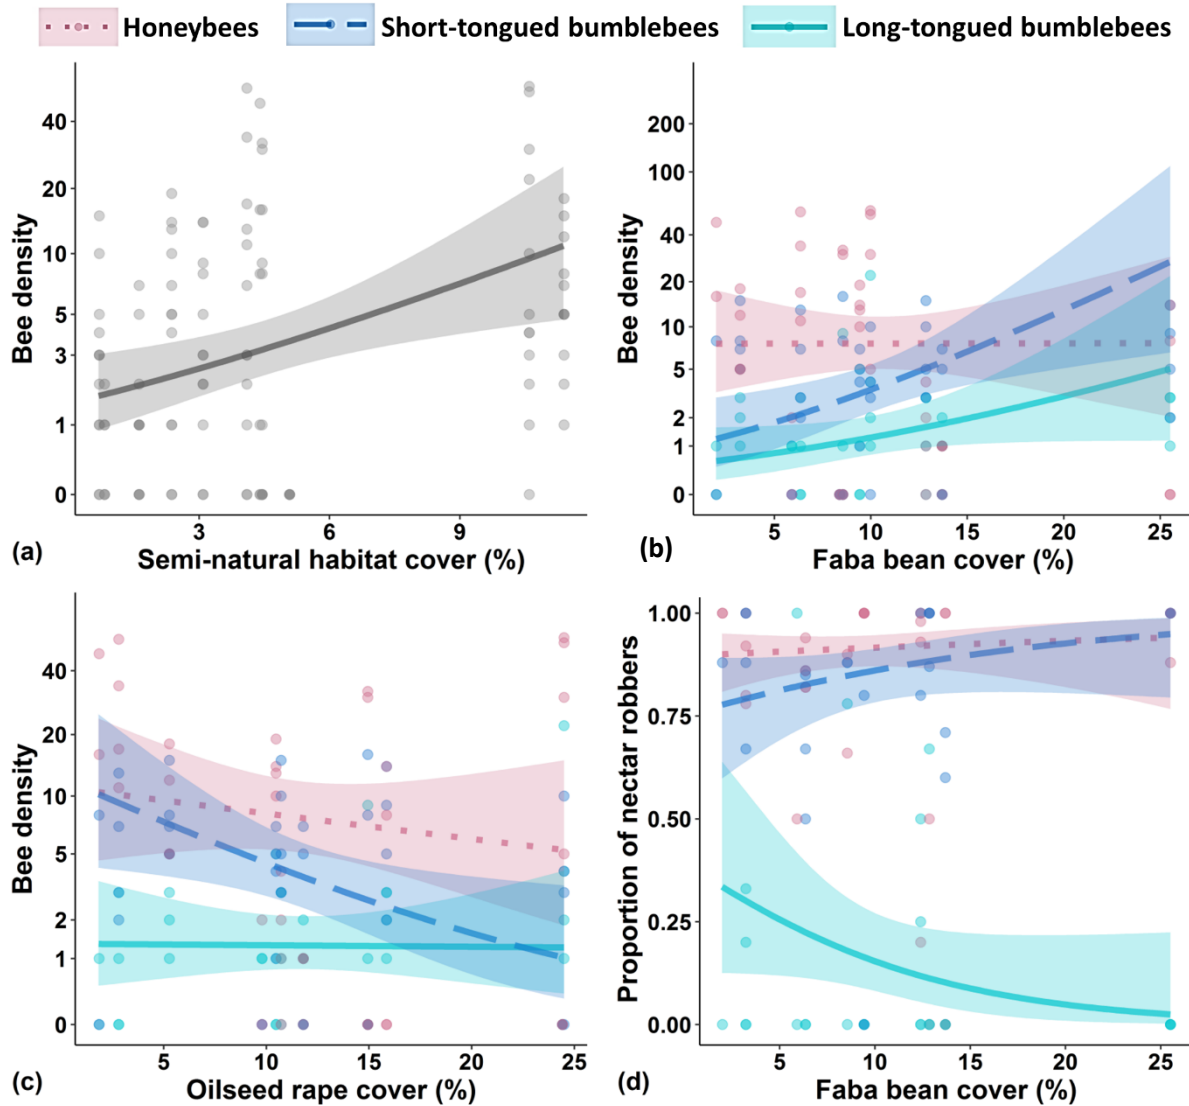 Honeybees Short-tongued bumblebees Long-tongued bumblebees
Bee density
40
20
10
5
3
1
0
3 6 9
(a) Semi-natural habitat cover (%)
Bee density
200
100
40
20
10
5
2
1
0
5 10 15 20 25
(b) Faba bean cover (%)
Bee density
40
20
10
5
2
1
0
5 10 15 20 25
(c) Oilseed rape cover (%)
Proportion of nectar robbers
1.00
0.75
0.50
0.25
0.00
5 10 15 20 25
(d) Faba bean cover (%)